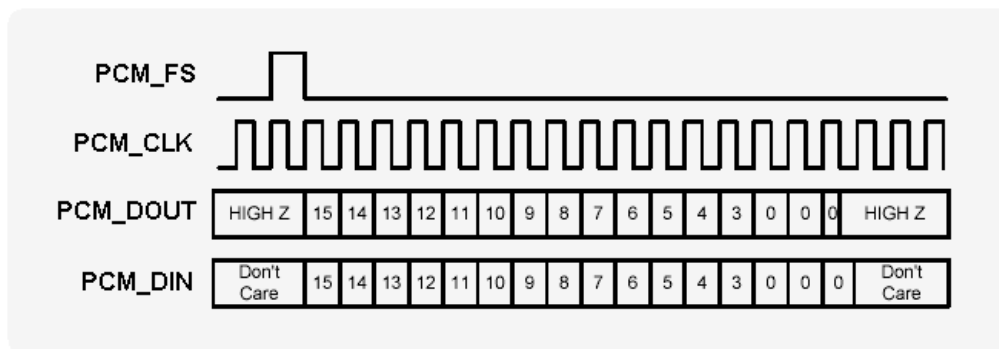 PCM_FS
PCM_CLK
PCM_DOUT HIGH Z 15 14 13 12 11 10 9 8 7 6 5 4 3 0 0 0 HIGH Z
PCM_DIN Don't Care 15 14 13 12 11 10 9 8 7 6 5 4 3 0 0 0 Don't Care